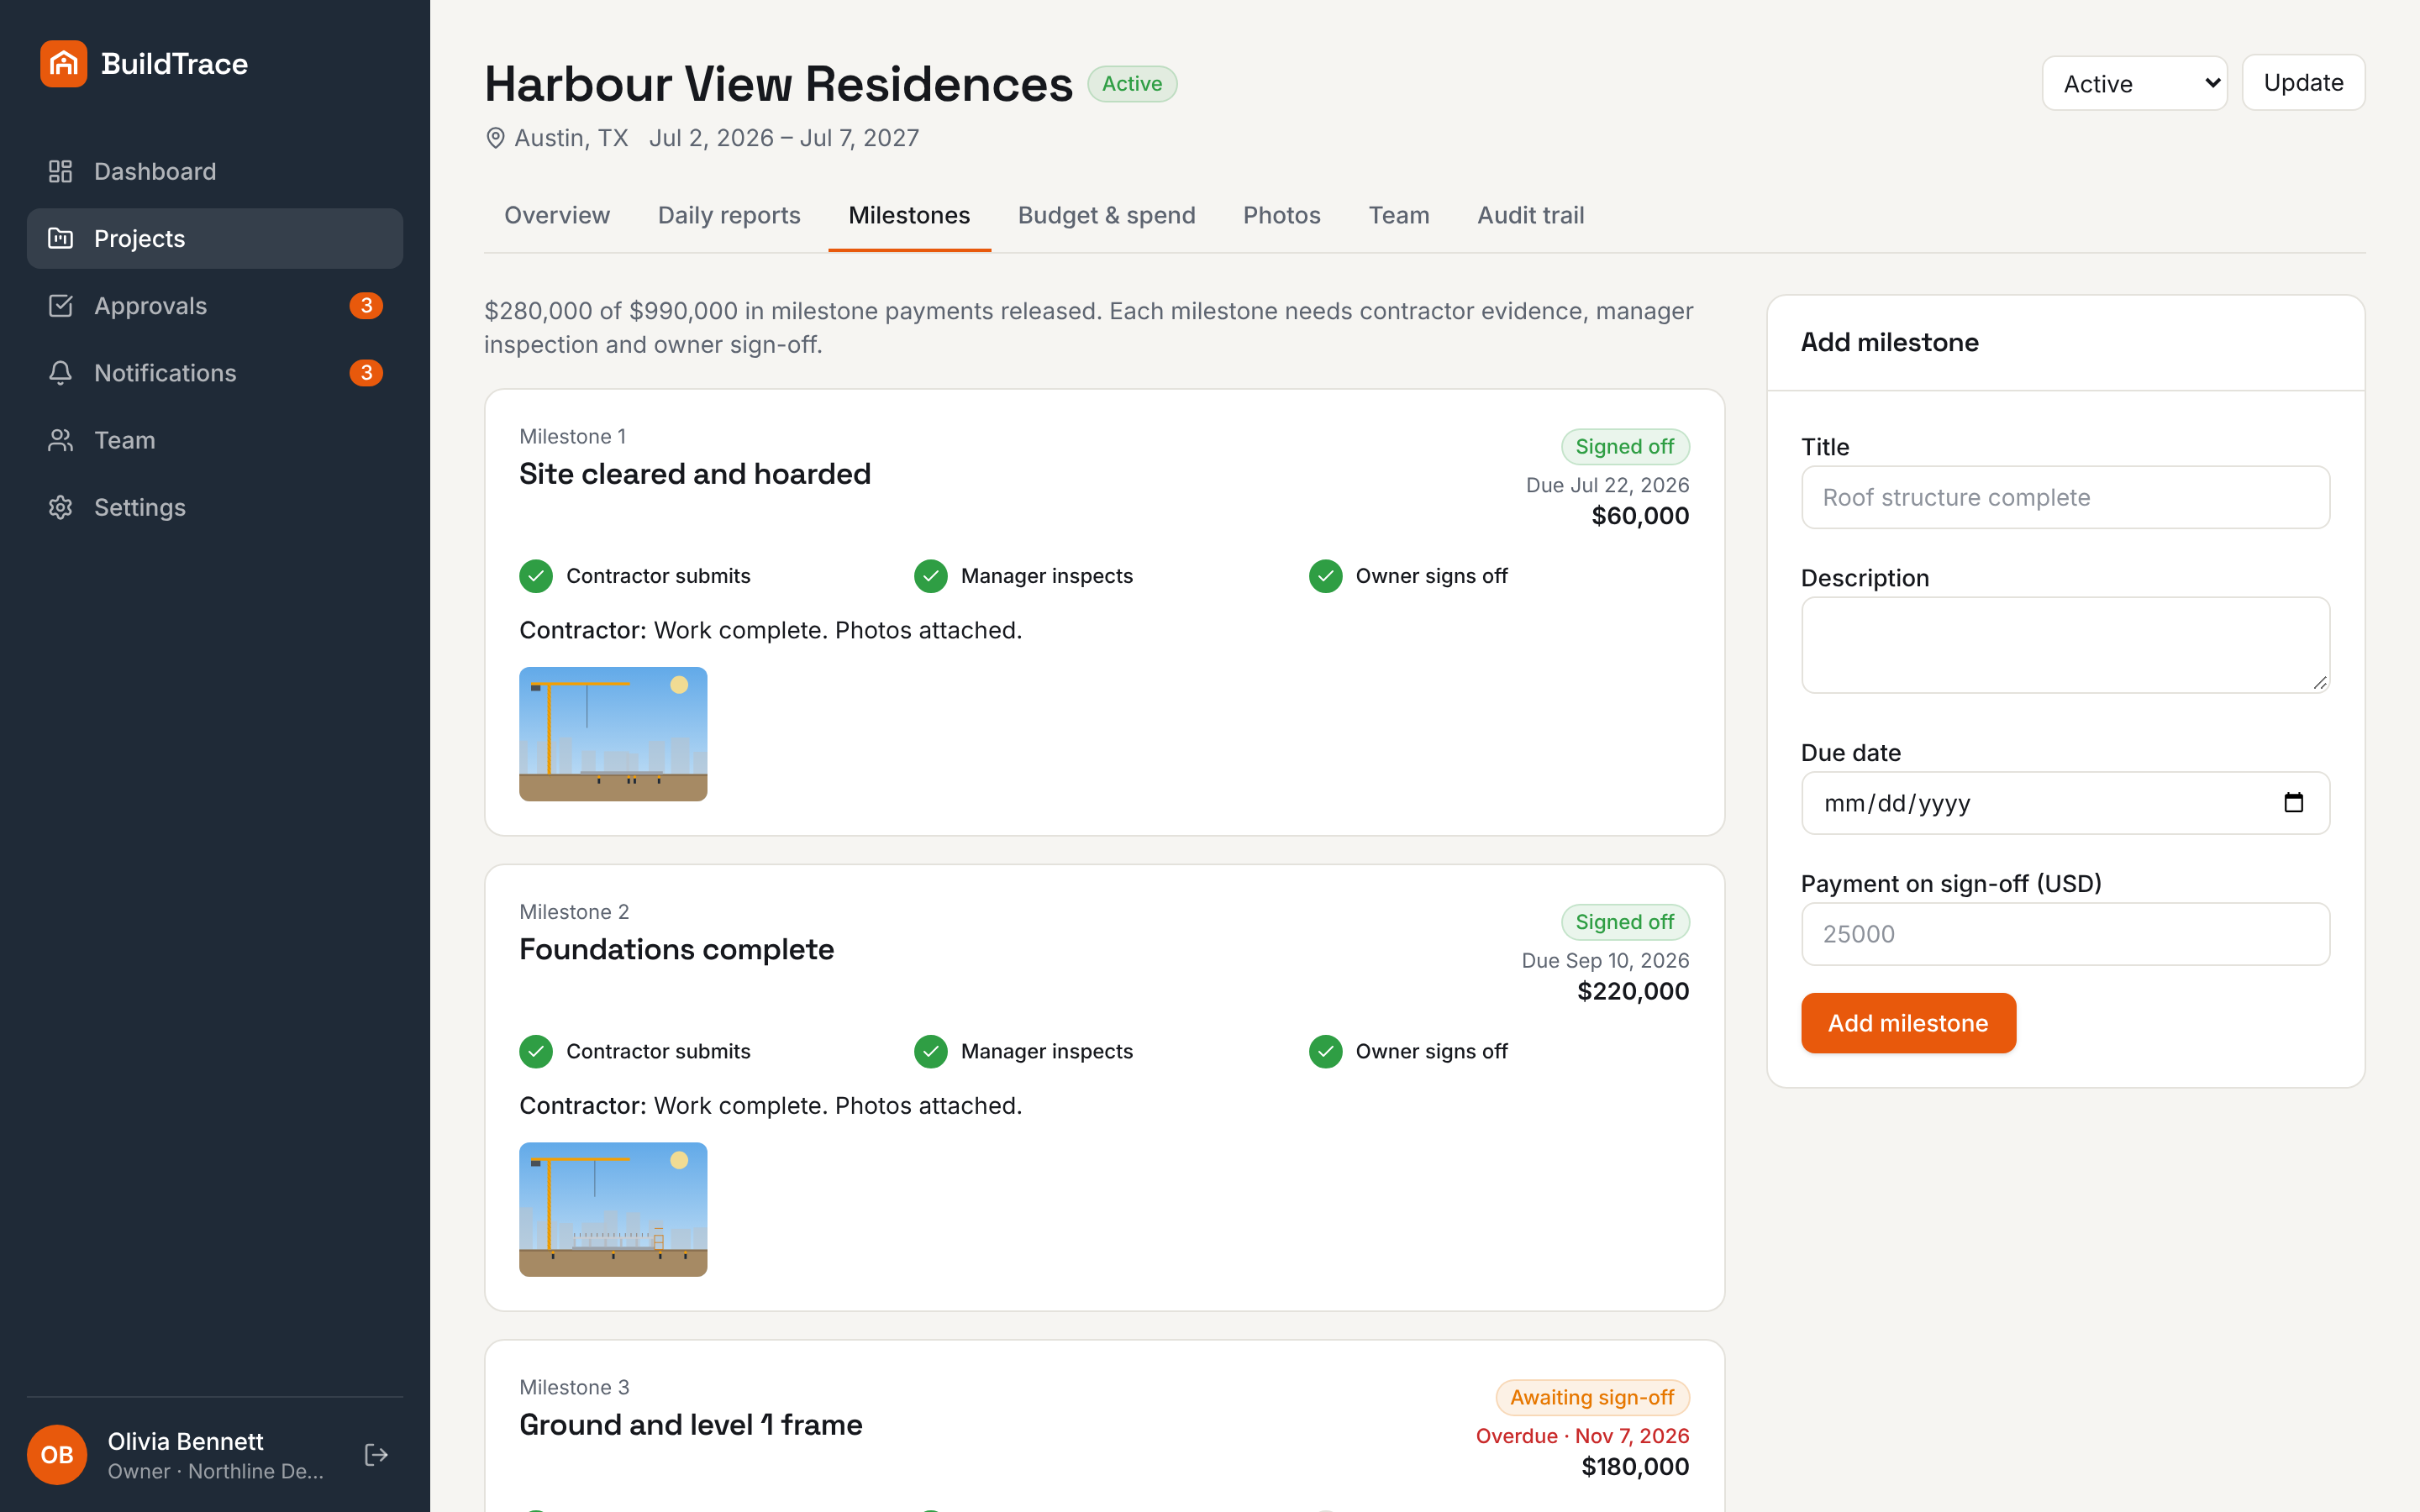 BuildTrace
Dashboard
Projects
Approvals
3
Notifications
3
Team
Settings
OB
Olivia Bennett
Owner · Northline De...
Harbour View Residences
Active
Austin, TX
Jul 2, 2026 – Jul 7, 2027
Active
Update
Overview
Daily reports
Milestones
Budget & spend
Photos
Team
Audit trail
$280,000 of $990,000 in milestone payments released. Each milestone needs contractor evidence, manager
inspection and owner sign-off.
Milestone 1
Site cleared and hoarded
Signed off
Due Jul 22, 2026
$60,000
Contractor submits
Manager inspects
Owner signs off
Contractor: Work complete. Photos attached.
Milestone 2
Foundations complete
Signed off
Due Sep 10, 2026
$220,000
Contractor submits
Manager inspects
Owner signs off
Contractor: Work complete. Photos attached.
Milestone 3
Ground and level 1 frame
Awaiting sign-off
Overdue · Nov 7, 2026
$180,000
Add milestone
Title
Roof structure complete
Description
Due date
mm/dd/yyyy
Payment on sign-off (USD)
25000
Add milestone